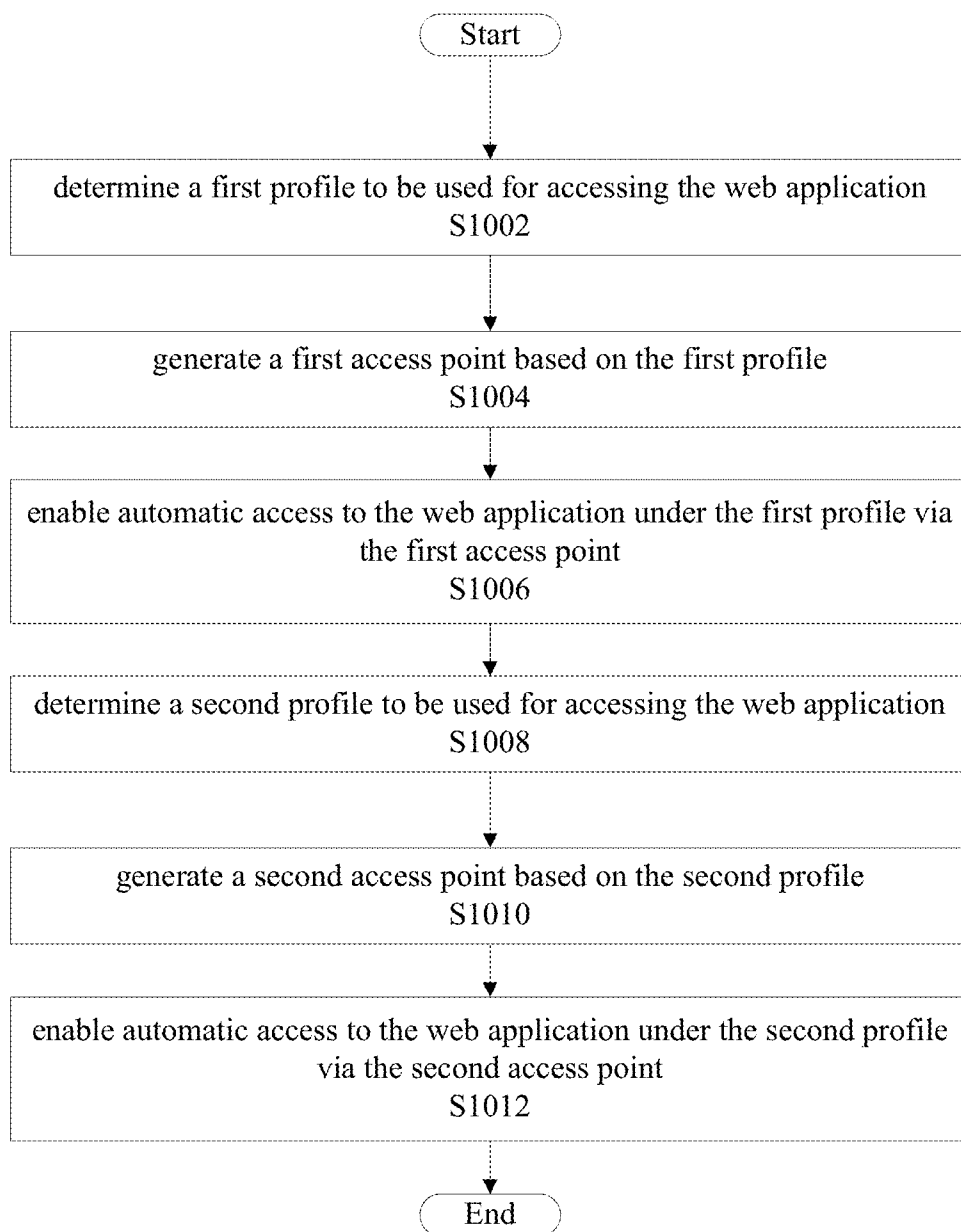 Start
determine a first profile to be used for accessing the web application
S1002
generate a first access point based on the first profile
S1004
enable automatic access to the web application under the first profile via
the first access point
S1006
determine a second profile to be used for accessing the web application
S1008
generate a second access point based on the second profile
S1010
enable automatic access to the web application under the second profile
via the second access point
S1012
End